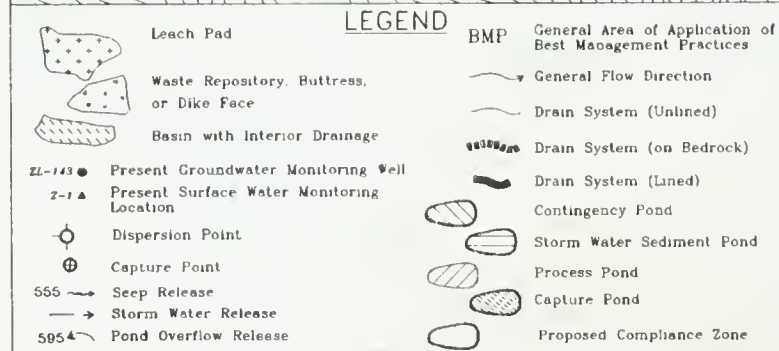 LEGEND
Leach Pad
Waste Repository, Buttress,
or Dike Face
Basin with Interior Drainage
ZL-143 Present Groundwater Monitoring Well
Z-1 Present Surface Water Monitoring
Location
Dispersion Point
Capture Point
555 Seep Release
Storm Water Release
595 Pond Overflow Release
BMP General Area of Application of
Best Maoagement Practices
General Flow Direction
Drain System (Unlined)
Drain System (on Bedrock)
Drain System (Lined)
Contingency Pond
Storm Water Sediment Pond
Process Pond
Capture Pond
Proposed Compliance Zone